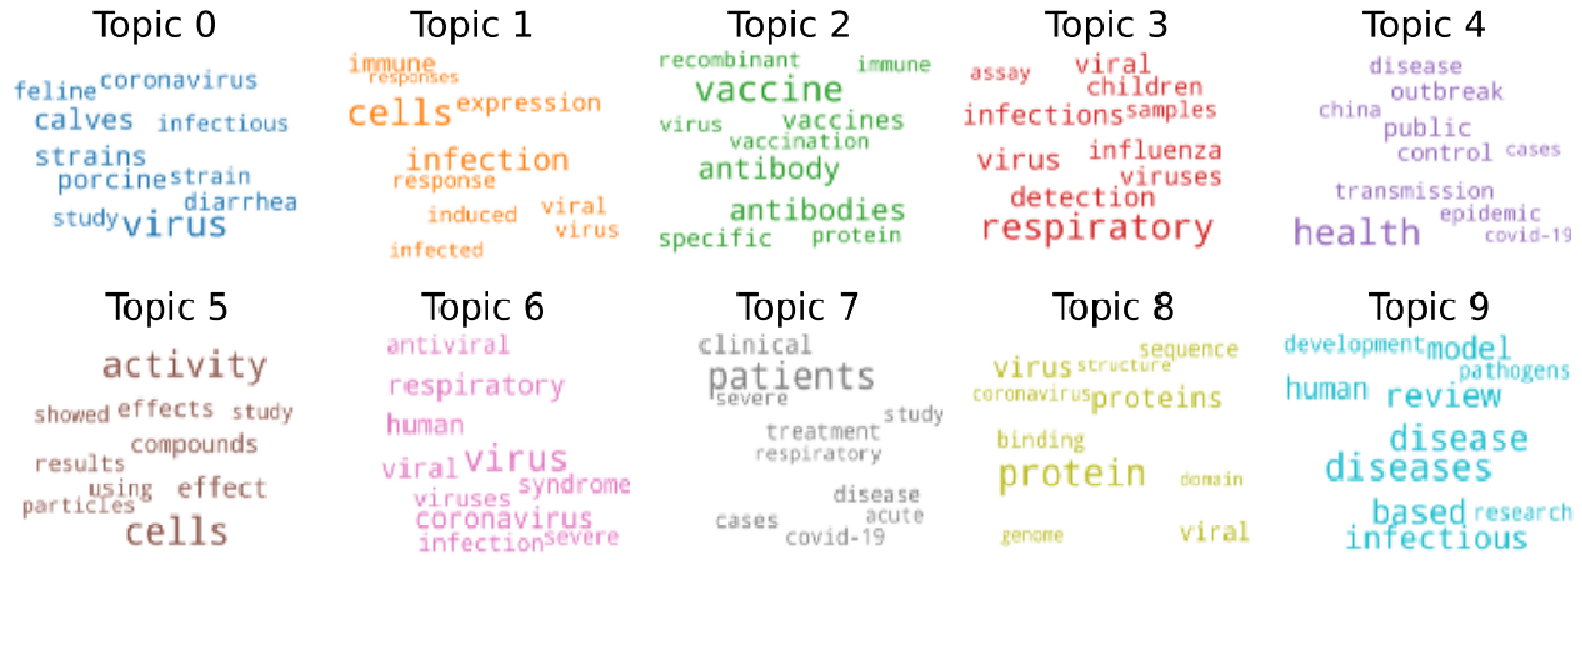 Topic 0
feline coronavirus
calves infectious
strains
porcine strain
diarrhea
study virus
Topic 1
immune
responses
cells expression
infection
response
induced viral
virus
infected
Topic 2
recombinant immune
vaccine
virus vaccines
vaccination
antibody
antibodies
specific protein
Topic 3
assay viral
children
infections samples
virus influenza
viruses
detection
respiratory
Topic 4
disease
outbreak
china
public
control cases
transmission
epidemic
health covid-19
Topic 5
activity
showed effects study
compounds
results
using effect
particles
cells
Topic 6
antiviral
respiratory
human
viral virus
viruses syndrome
coronavirus
infection severe
Topic 7
clinical
patients
severe
study
treatment
respiratory
disease
cases acute
covid-19
Topic 8
sequence
virus structure
coronavirus proteins
binding
protein domain
genome viral
Topic 9
development model
pathogens
human review
disease
diseases
based research
infectious